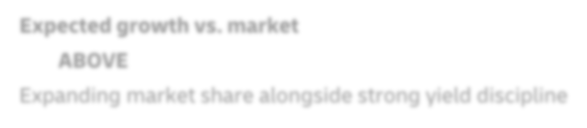 Expected growth vs. market
ABOVE
Expanding market share alongside strong yield discipline